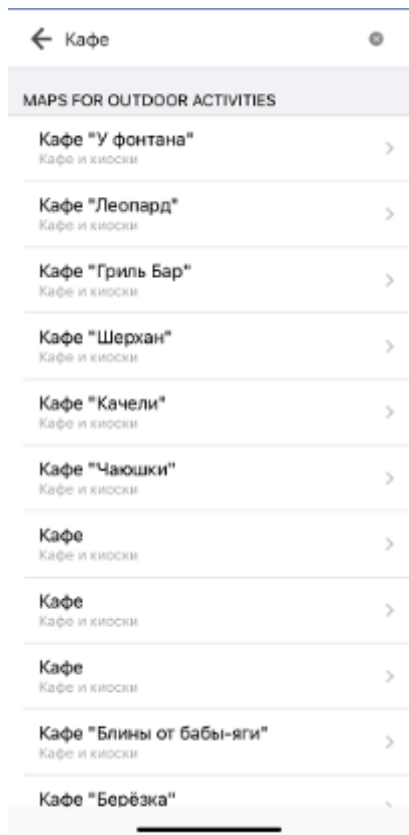 Кафе
MAPS FOR OUTDOOR ACTIVITIES
Кафе "У фонтана"
Кафе и киоски
Кафе "Леопард"
Кафе и киоски
Кафе "Гриль Бар"
Кафе и киоски
Кафе "Шерхан"
Кафе и киоски
Кафе "Качели"
Кафе и киоски
Кафе "Чаюшки"
Кафе и киоски
Кафе
Кафе и киоски
Кафе
Кафе и киоски
Кафе
Кафе и киоски
Кафе "Блины от бабы-яги"
Кафе и киоски
Кафе "Берёзка"